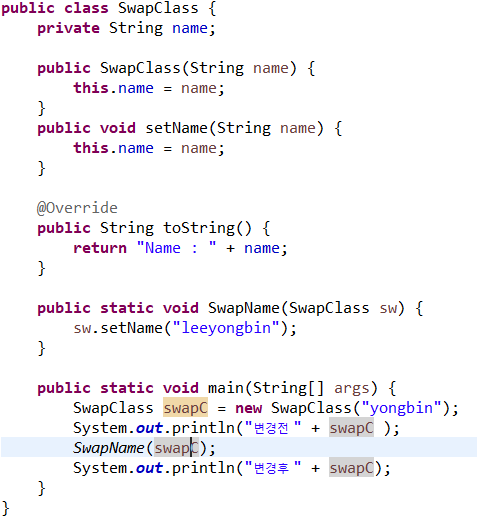 public class SwapClass {
    private String name;

    public SwapClass(String name) {
        this.name = name;
    }
    public void setName(String name) {
        this.name = name;
    }

    @Override
    public String toString() {
        return "Name : " + name;
    }

    public static void SwapName(SwapClass sw) {
        sw.setName("leeyongbin");
    }

    public static void main(String[] args) {
        SwapClass swapC = new SwapClass("yongbin");
        System.out.println("변경전 " + swapC );
        SwapName(swapC);
        System.out.println("변경후 " + swapC);
    }
}